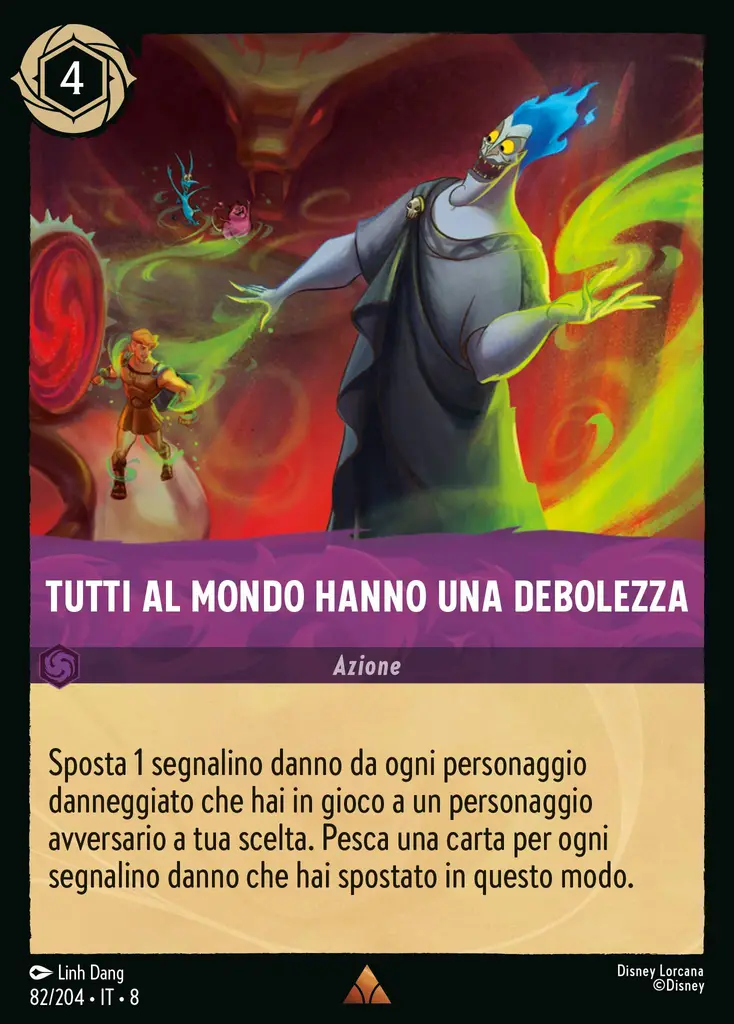 4
TUTTI AL MONDO HANNO UNA DEBOLEZZA
Azione
Sposta 1 segnalino danno da ogni personaggio
danneggiato che hai in gioco a un personaggio
avversario a tua scelta. Pesca una carta per ogni
segnalino danno che hai spostato in questo modo.
Linh Dang
82/204 • IT • 8
Disney Lorcana
©Disney